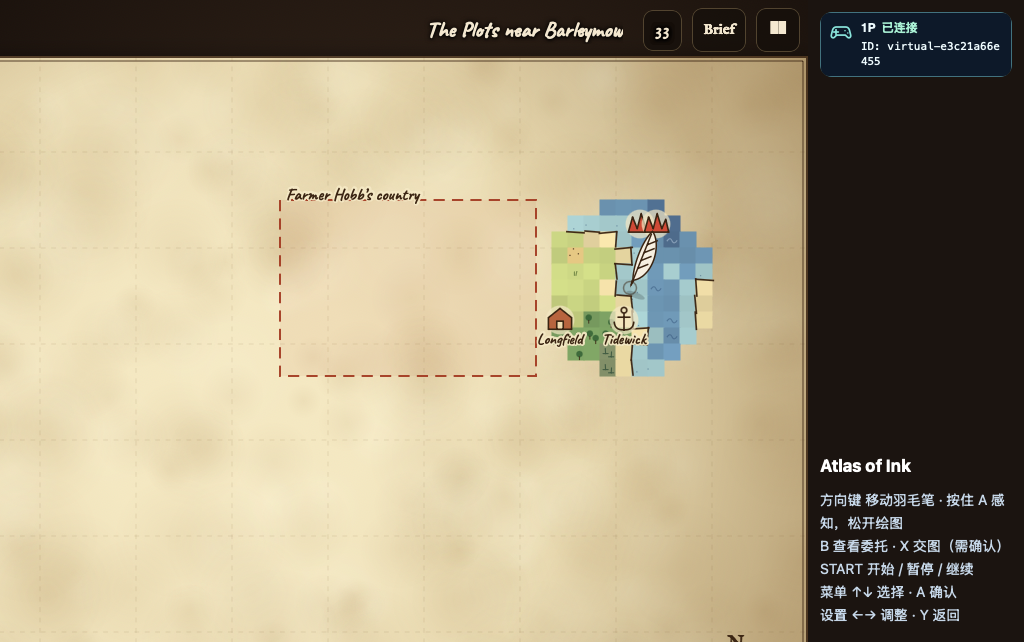 The Plots near Barleymow
33
Brief
1P 已连接
ID: virtual-e3c21a66e
455
Farmer Hobb's country
Longfield
Tidewick
Atlas of Ink
方向键 移动羽毛笔 · 按住 A 感
知，松开绘图
B 查看委托 · X 交图（需确认）
START 开始 / 暂停 / 继续
菜单 ↑↓ 选择 · A 确认
设置 ←→ 调整 · Y 返回
N